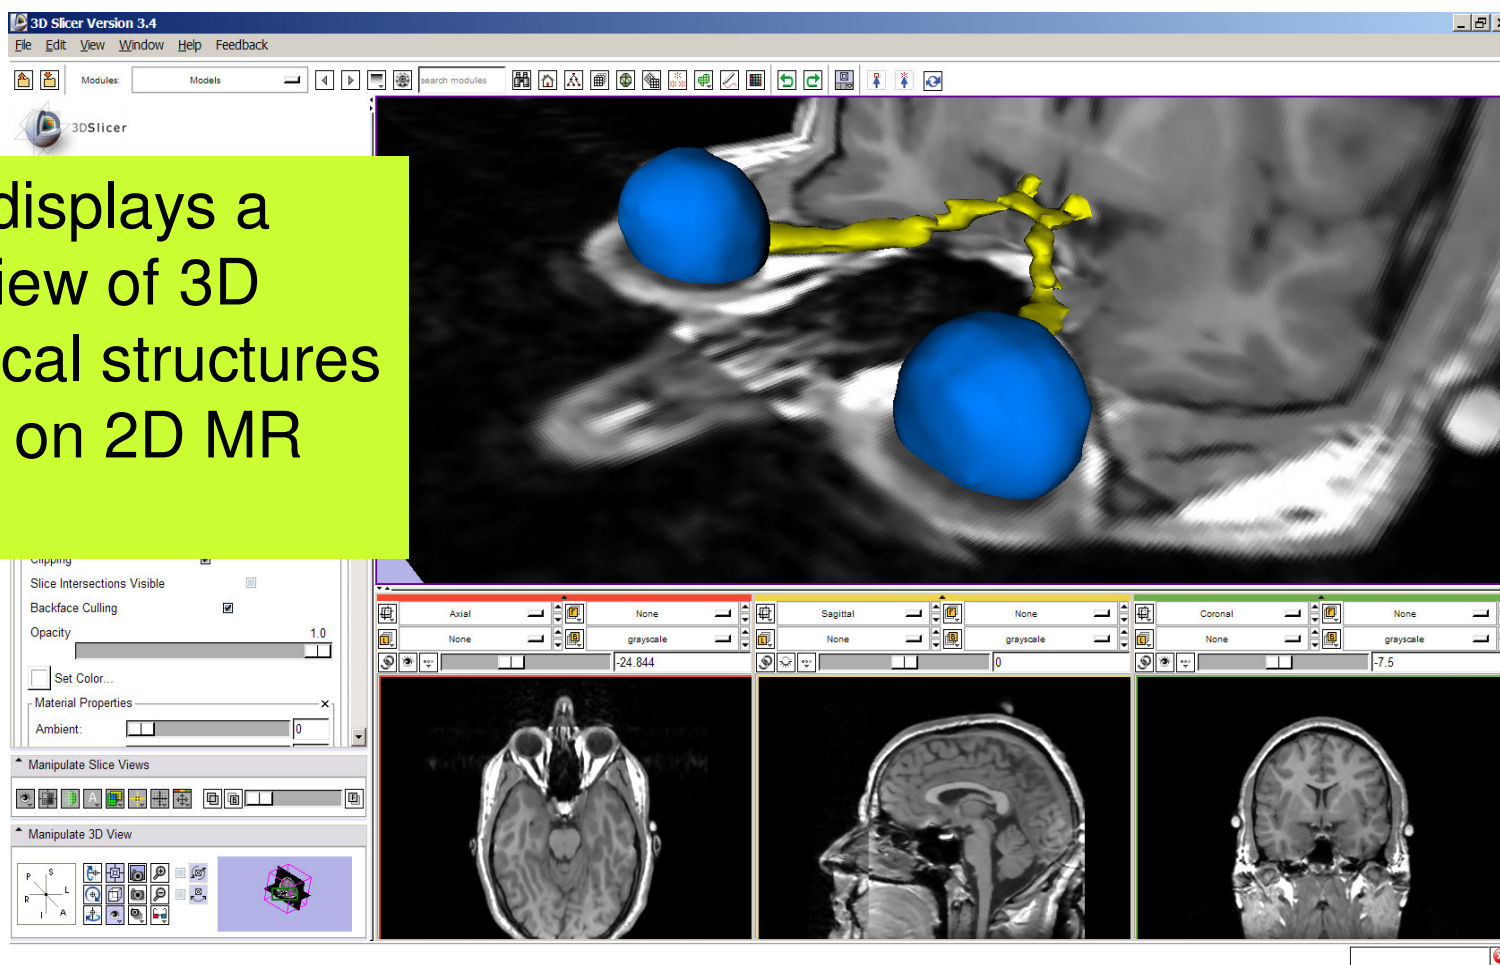 3D Slicer Version 3.4
File Edit View Window Help Feedback
Modules: Models search modules
3DSlicer
displays a
iew of 3D
cal structures
on 2D MR
Clipping
Slice Intersections Visible
Backface Culling
Opacity 1.0
Set Color...
Material Properties
Ambient: 0
Manipulate Slice Views
Manipulate 3D View
P S L R I A
Axial None
None grayscale
-24.844
Sagittal None
None grayscale
0
Coronal None
None grayscale
-7.5